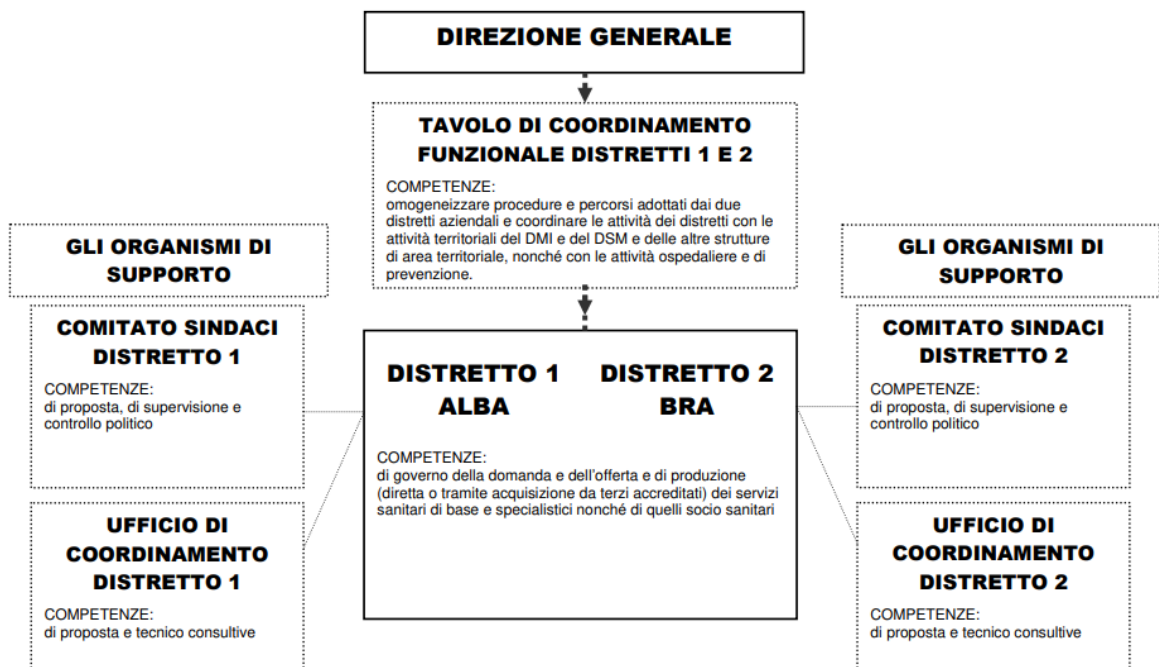 DIREZIONE GENERALE
TAVOLO DI COORDINAMENTO
FUNZIONALE DISTRETTI 1 E 2
COMPETENZE:
omogeneizzare procedure e percorsi adottati dai due
distretti aziendali e coordinare le attività dei distretti con le
attività territoriali del DMI e del DSM e delle altre strutture
di area territoriale, nonché con le attività ospedaliere e di
prevenzione.
GLI ORGANISMI DI
SUPPORTO
COMITATO SINDACI
DISTRETTO 1
COMPETENZE:
di proposta, di supervisione e
controllo politico
UFFICIO DI
COORDINAMENTO
DISTRETTO 1
COMPETENZE:
di proposta e tecnico consultive
DISTRETTO 1
ALBA
DISTRETTO 2
BRA
COMPETENZE:
di governo della domanda e dell'offerta e di produzione
(diretta o tramite acquisizione da terzi accreditati) dei servizi
sanitari di base e specialistici nonché di quelli socio sanitari
GLI ORGANISMI DI
SUPPORTO
COMITATO SINDACI
DISTRETTO 2
COMPETENZE:
di proposta, di supervisione e
controllo politico
UFFICIO DI
COORDINAMENTO
DISTRETTO 2
COMPETENZE:
di proposta e tecnico consultive